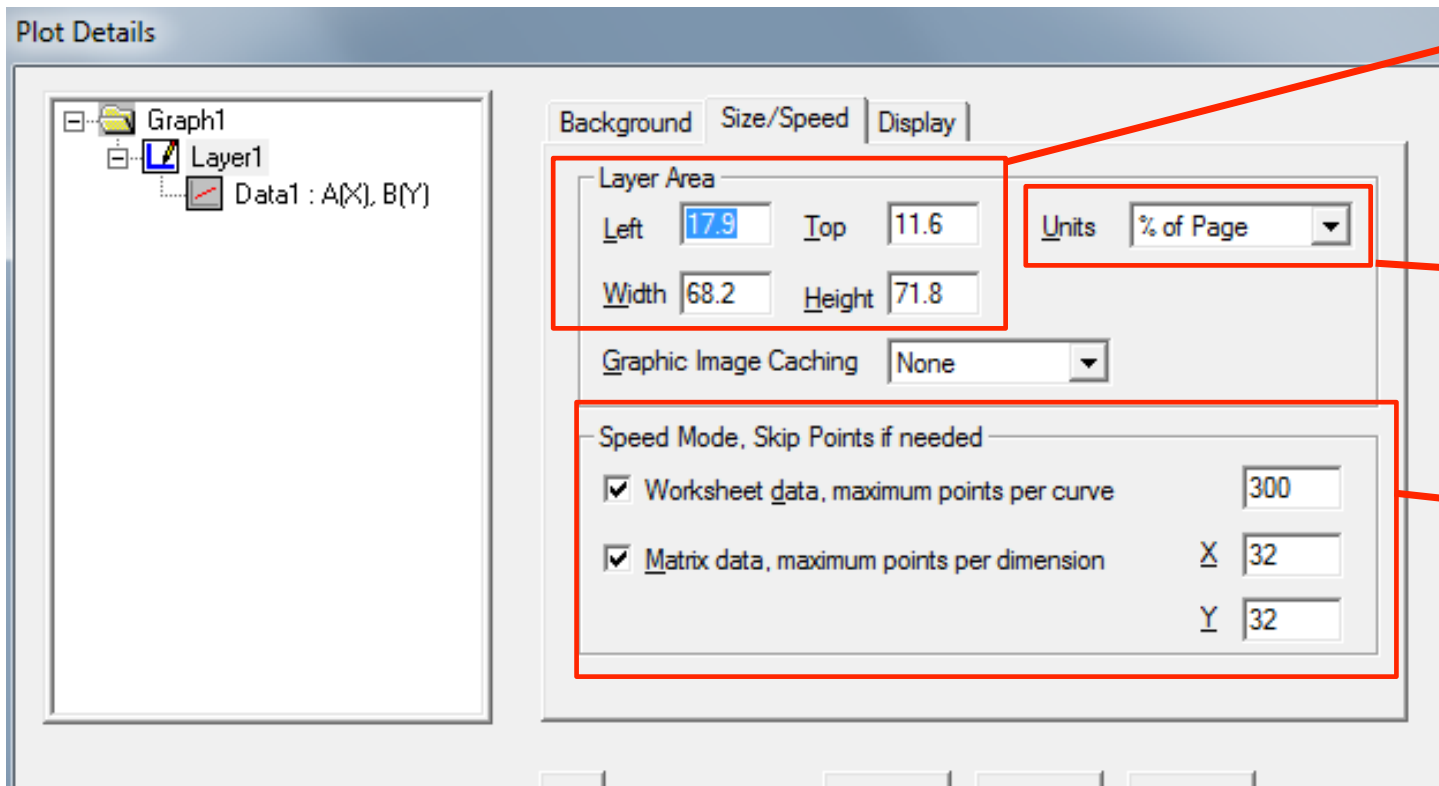 Plot Details
Graph1
Layer1
Data1 : A(X), B(Y)
Background Size/Speed Display
Layer Area
Left 17.9 Top 11.6 Units % of Page
Width 68.2 Height 71.8
Graphic Image Caching None
Speed Mode, Skip Points if needed
Worksheet data, maximum points per curve 300
Matrix data, maximum points per dimension X 32
Y 32